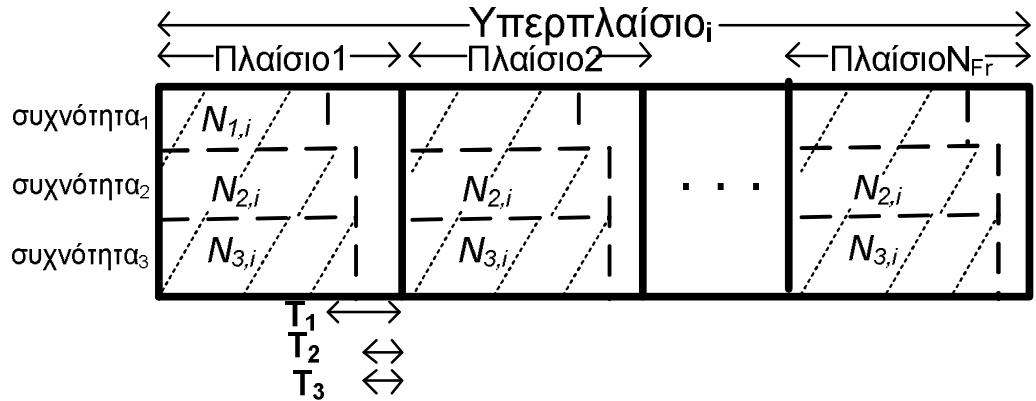 Υπερπλαίσιοi
Πλαίσιο1 Πλαίσιο2 ΠλαίσιοNFr
συχνότητα1 N1,i
συχνότητα2 N2,i N2,i . . . N2,i
συχνότητα3 N3,i N3,i N3,i
T1
T2
T3